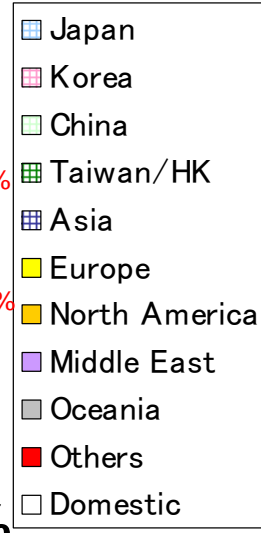 Japan
Korea
China
Taiwan/HK
%
Asia
Europe
%
North America
Middle East
Oceania
Others
Domestic